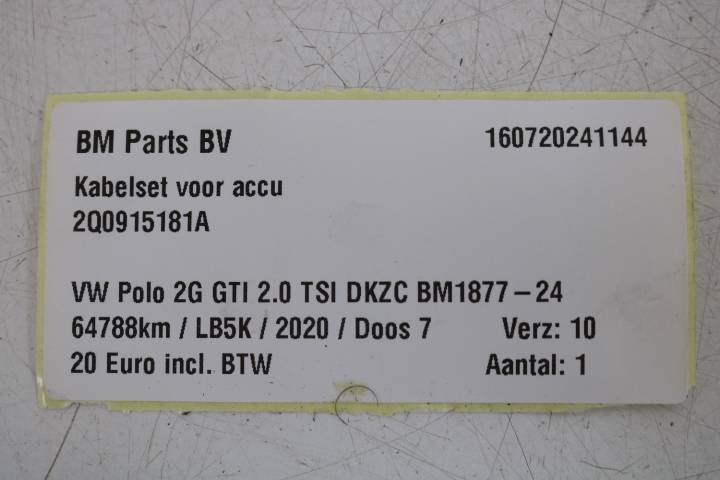 BM Parts BV 160720241144
Kabelset voor accu
2Q0915181A
VW Polo 2G GTI 2.0 TSI DKZC BM1877-24
64788km / LB5K / 2020 / Doos 7 Verz: 10
20 Euro incl. BTW Aantal: 1